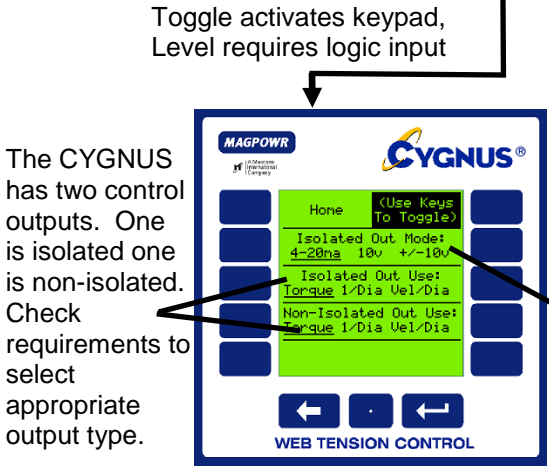 Toggle activates keypad,
Level requires logic input
The CYGNUS
has two control
outputs. One
is isolated one
is non-isolated.
Check
requirements to
select
appropriate
output type.
MAGPOWR
A Maxcess
International
Company
CYGNUS®
Home
(Use Keys
To Toggle)
Isolated Out Mode:
4-20ma 10v +/-10v
Isolated Out Use:
Torque 1/Dia Vel/Dia
Non-Isolated Out Use:
Torque 1/Dia Vel/Dia
WEB TENSION CONTROL